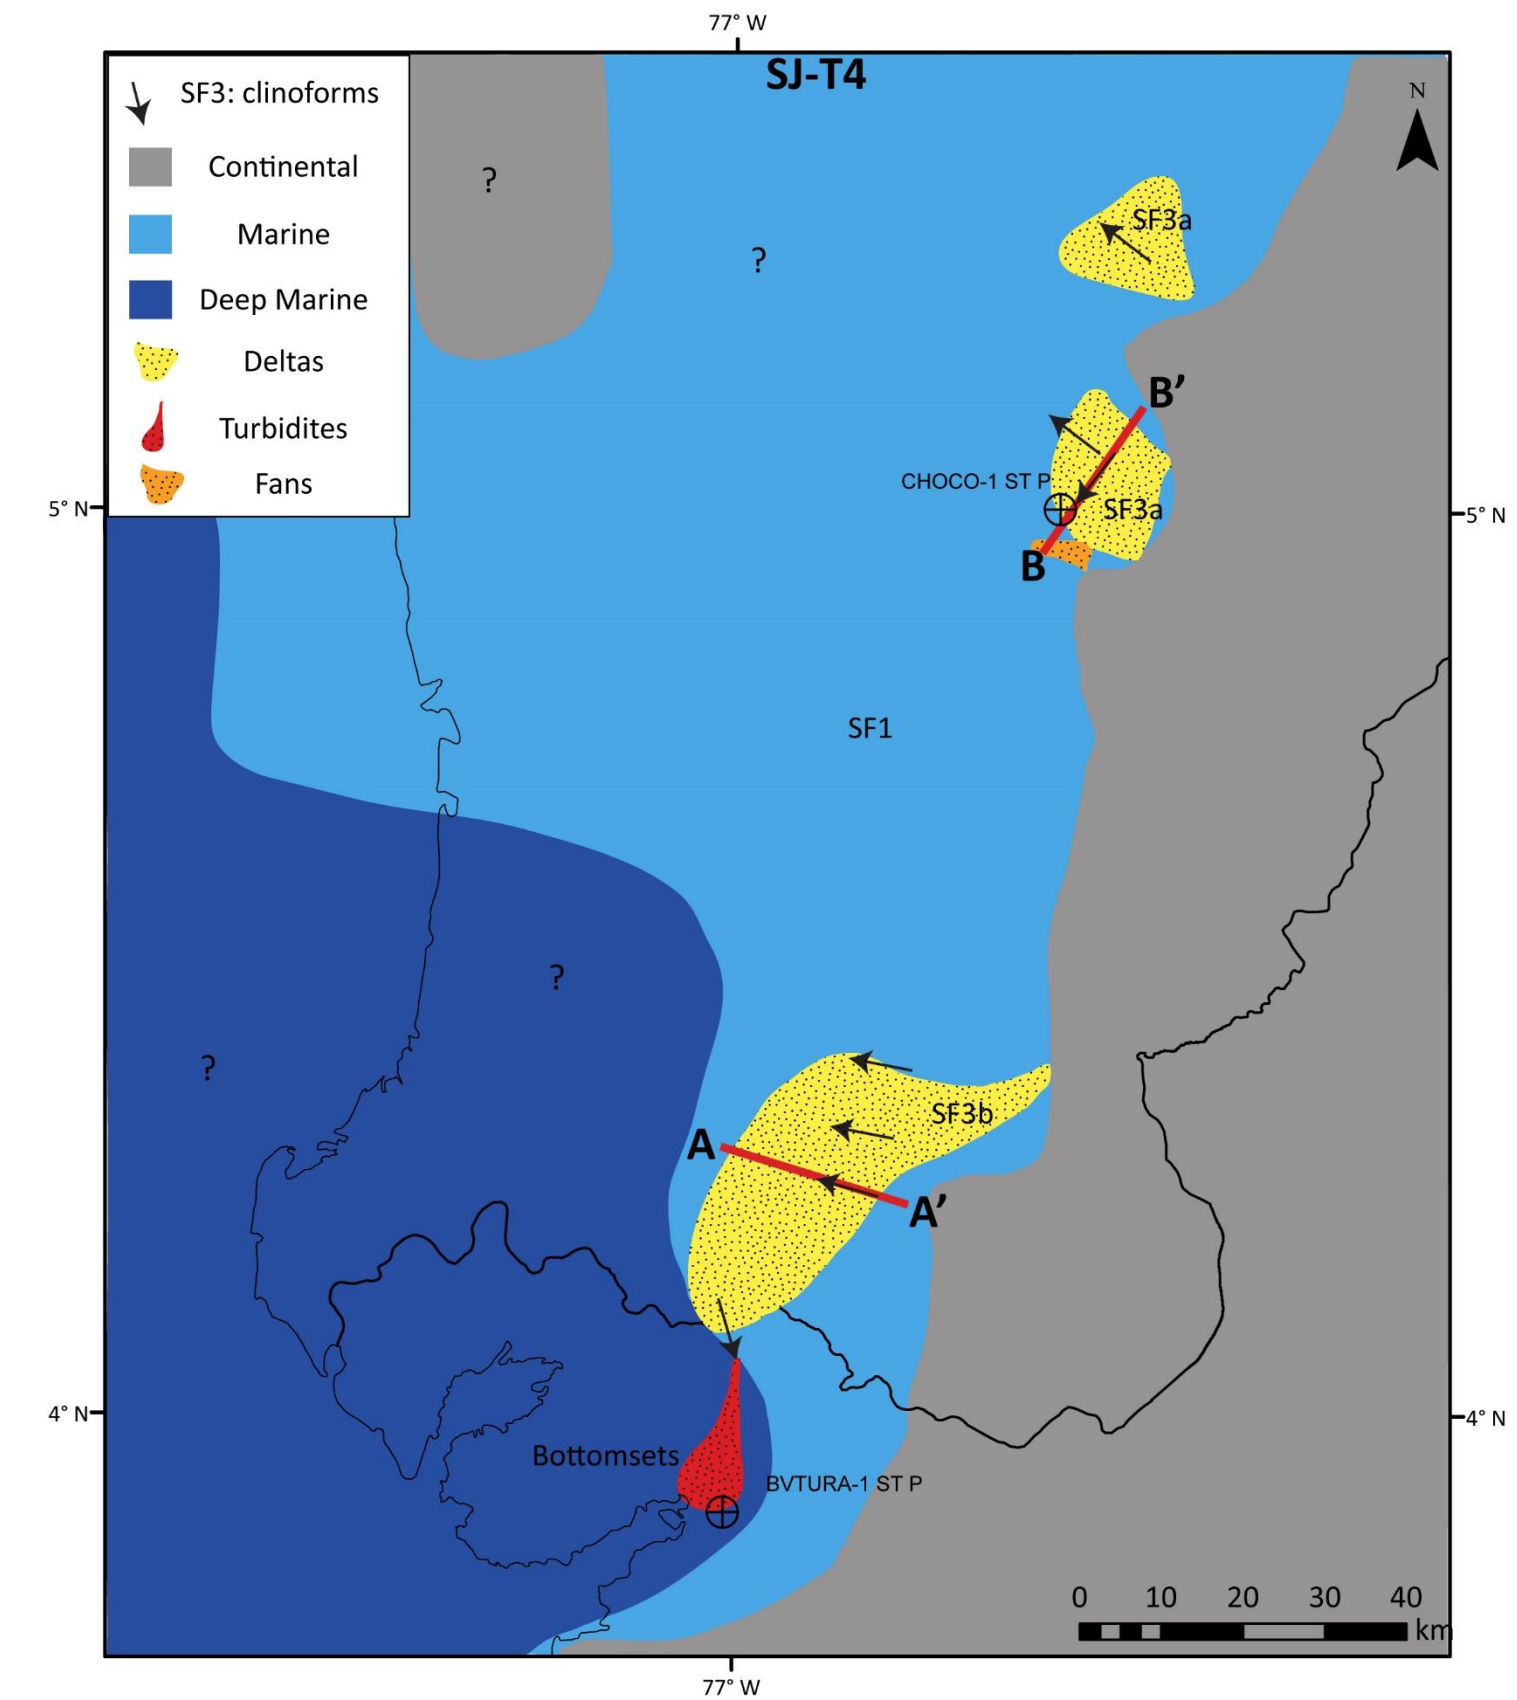 77° W
SJ-T4
SF3: clinoforms
N
Continental
?
SF3a
Marine
?
Deep Marine
Deltas
B’
Turbidites
Fans
CHOCO-1 ST P
5° N
SF3a
5° N
B
SF1
?
?
SF3b
A
A’
4° N
4° N
Bottomsets
BVTURA-1 ST P
0 10 20 30 40
km
77° W